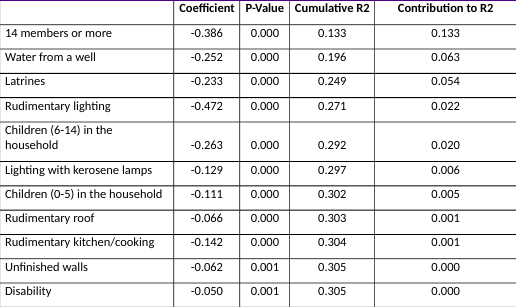 Coefficient P-Value Cumulative R2 Contribution to R2
14 members or more -0.386 0.000 0.133 0.133
Water from a well -0.252 0.000 0.196 0.063
Latrines -0.233 0.000 0.249 0.054
Rudimentary lighting -0.472 0.000 0.271 0.022
Children (6-14) in the
household -0.263 0.000 0.292 0.020
Lighting with kerosene lamps -0.129 0.000 0.297 0.006
Children (0-5) in the household -0.111 0.000 0.302 0.005
Rudimentary roof -0.066 0.000 0.303 0.001
Rudimentary kitchen/cooking -0.142 0.000 0.304 0.001
Unfinished walls -0.062 0.001 0.305 0.000
Disability -0.050 0.001 0.305 0.000